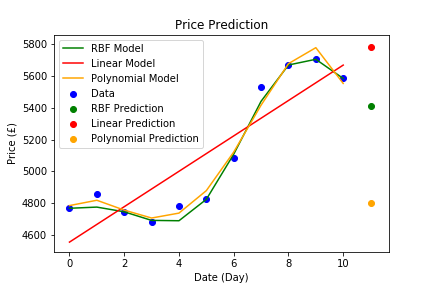 Price Prediction
Price (£)
5800
5600
5400
5200
5000
4800
4600
RBF Model
Linear Model
Polynomial Model
Data
RBF Prediction
Linear Prediction
Polynomial Prediction
0 2 4 6 8 10
Date (Day)